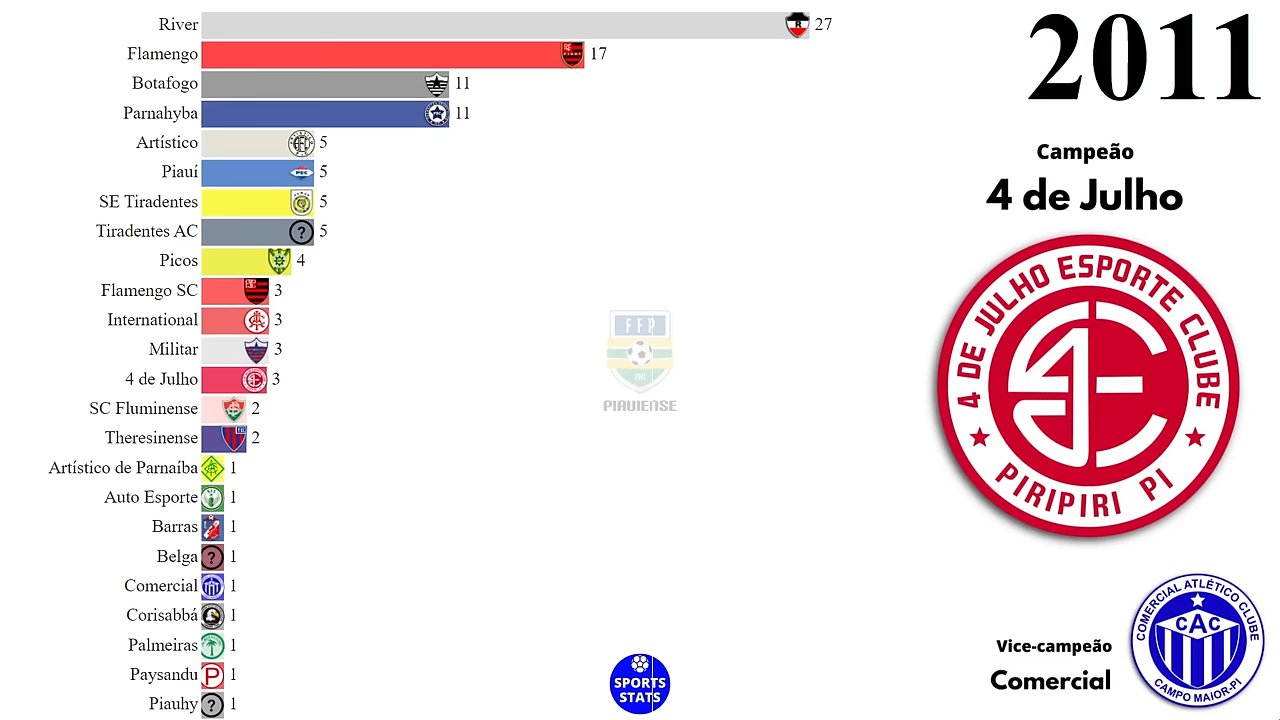 River 27
Flamengo 17
Botafogo 11
Parnahyba 11
Artístico 5
Piauí 5
SE Tiradentes 5
Tiradentes AC 5
Picos 4
Flamengo SC 3
International 3
Militar 3
4 de Julho 3
SC Fluminense 2
Theresinense 2
Artístico de Parnaíba 1
Auto Esporte 1
Barras 1
Belga 1
Comercial 1
Corisabbá 1
Palmeiras 1
Paysandu 1
Piauhy 1
FFP
PIAUIENSE
SPORTS
STATS
2011
Campeão
4 de Julho
4 DE JULHO ESPORTE CLUBE
PIRIPIRI PI
Vice-campeão
Comercial
COMERCIAL ATLÉTICO CLUBE
CAC
CAMPO MAIOR-PI